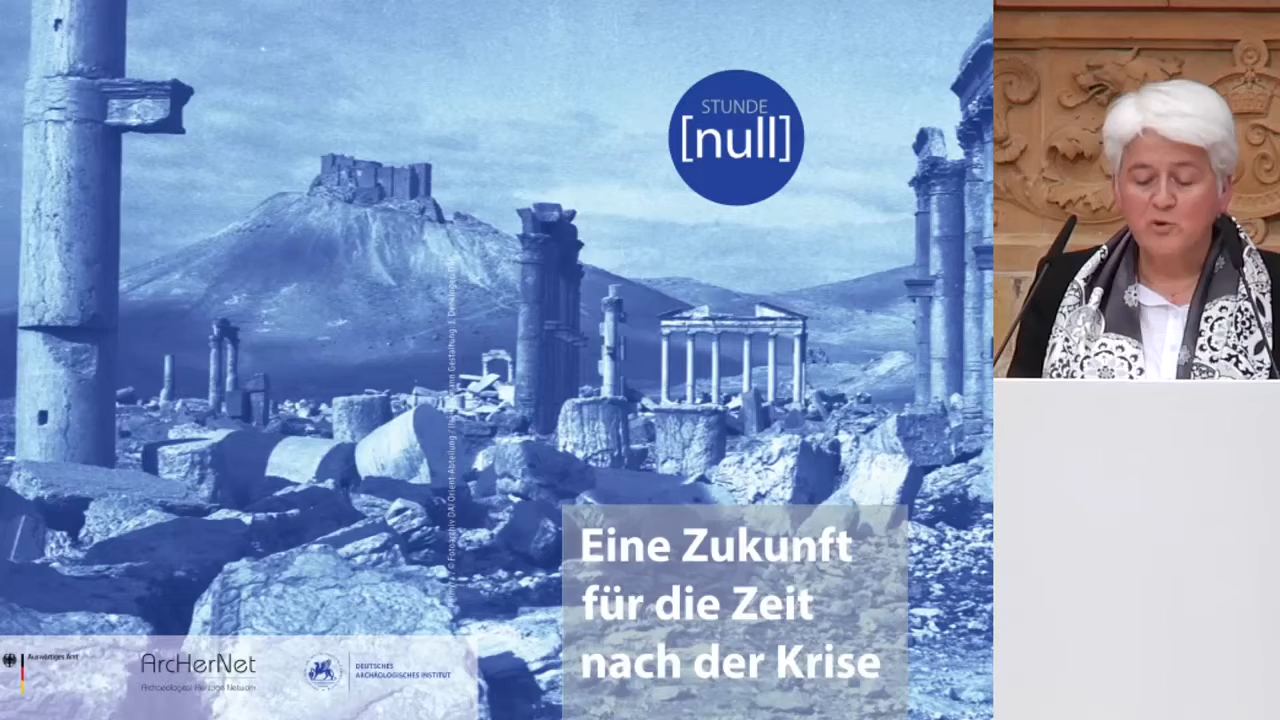 STUNDE
[null]
Eine Zukunft
für die Zeit
nach der Krise
Auswärtiges Amt
ArcHerNet
Archaeological Heritage Network
DEUTSCHES
ARCHÄOLOGISCHES INSTITUT